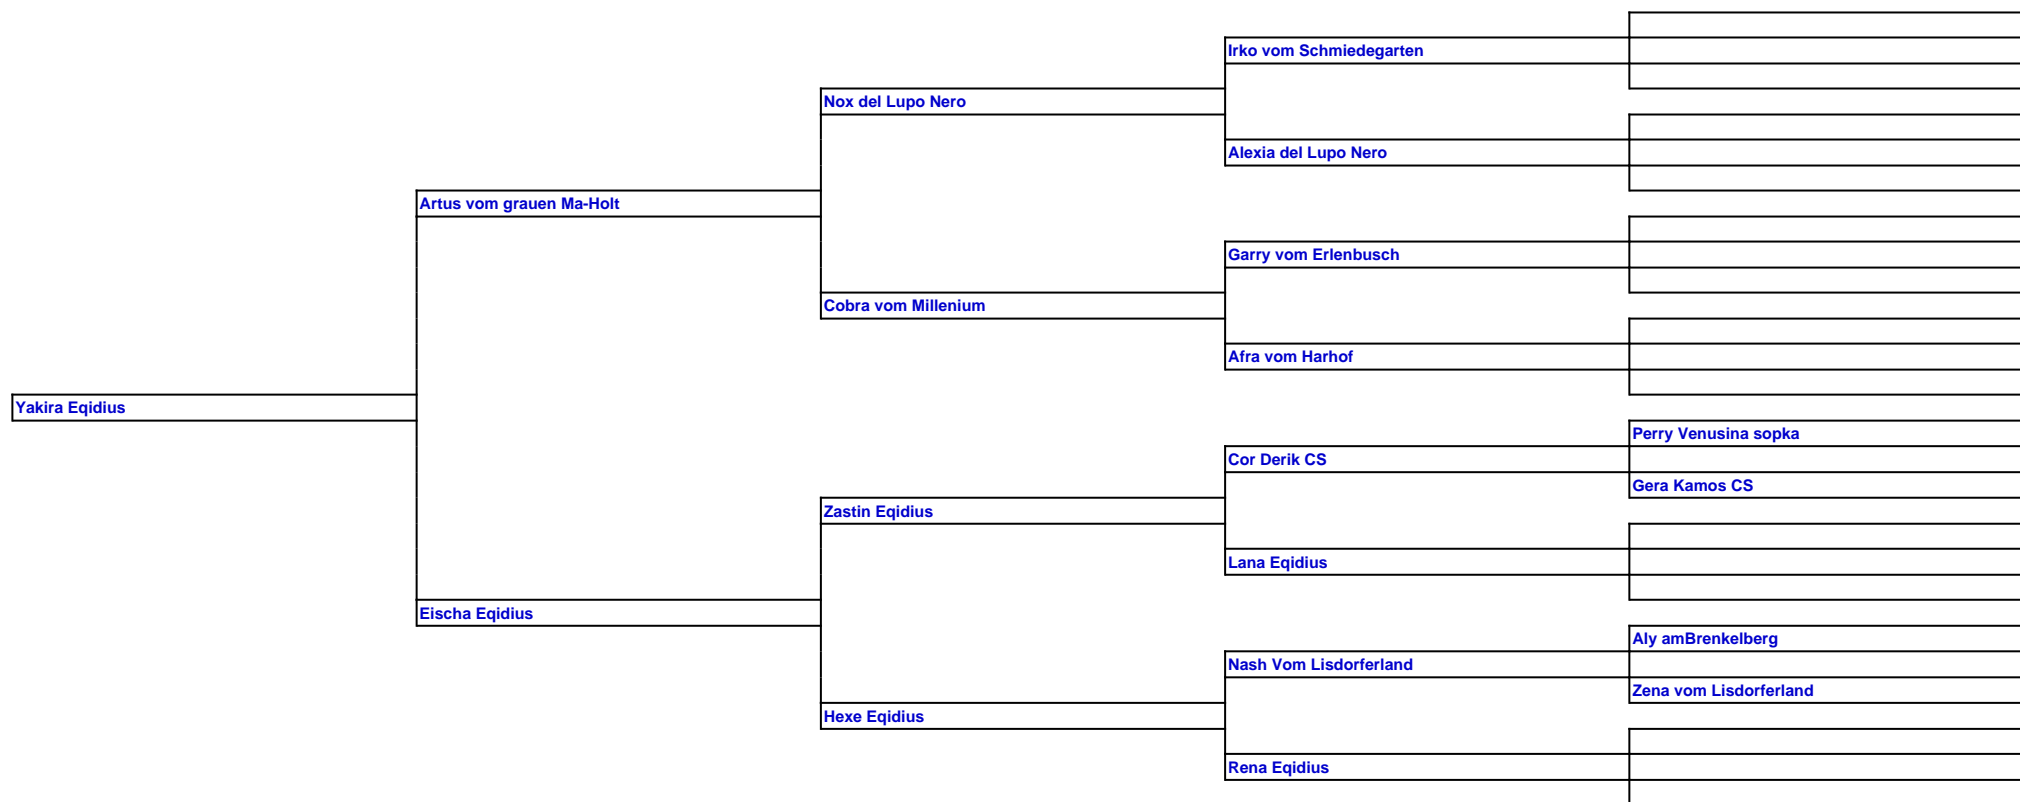 Irko vom Schmiedegarten
Nox del Lupo Nero
Alexia del Lupo Nero
Artus vom grauen Ma-Holt
Garry vom Erlenbusch
Cobra vom Millenium
Afra vom Harhof
Yakira Eqidius
Perry Venusina sopka
Cor Derik CS
Gera Kamos CS
Zastin Eqidius
Lana Eqidius
Eischa Eqidius
Aly amBrenkelberg
Nash Vom Lisdorferland
Zena vom Lisdorferland
Hexe Eqidius
Rena Eqidius